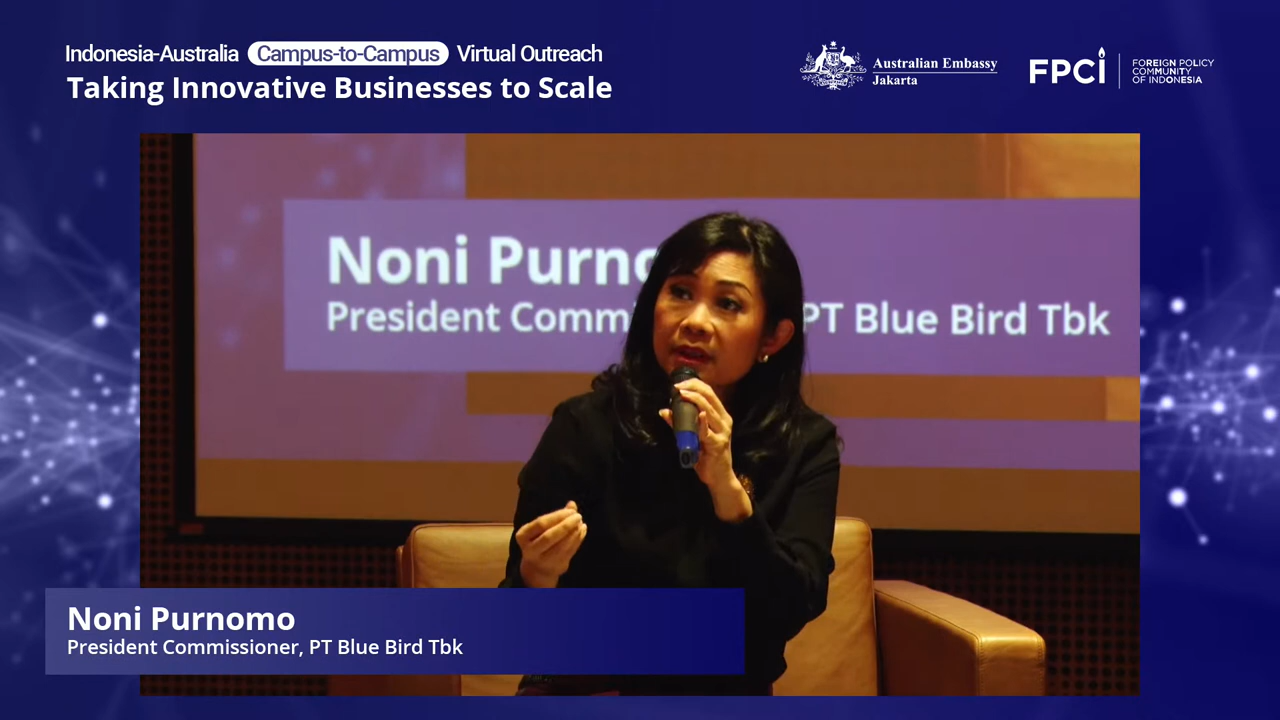 Indonesia-Australia Campus-to-Campus Virtual Outreach
Taking Innovative Businesses to Scale
Australian Embassy
Jakarta
FPCI
FOREIGN POLICY
COMMUNITY
OF INDONESIA
Noni Purno
President Comm PT Blue Bird Tbk
Noni Purnomo
President Commissioner, PT Blue Bird Tbk